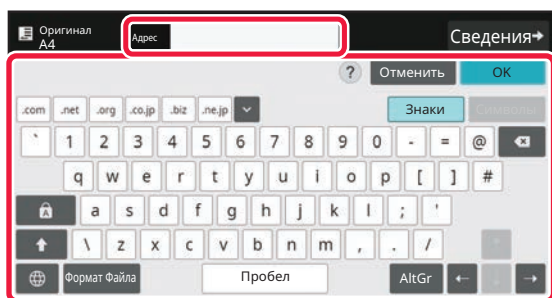 Оригинал
A4
Адрес
Сведения
? Отменить OK
.com .net .org .co.jp .biz .ne.jp Знаки Символы
` 1 2 3 4 5 6 7 8 9 0 - = @
q w e r t y u i o p [ ] #
A a s d f g h j k l ; '
\ z x c v b n m , . /
Формат Файла Пробел AltGr ← ↓ →